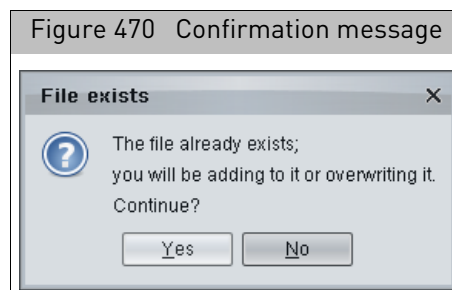 Figure 470 Confirmation message
File exists
The file already exists;
you will be adding to it or overwriting it.
Continue?
Yes
No